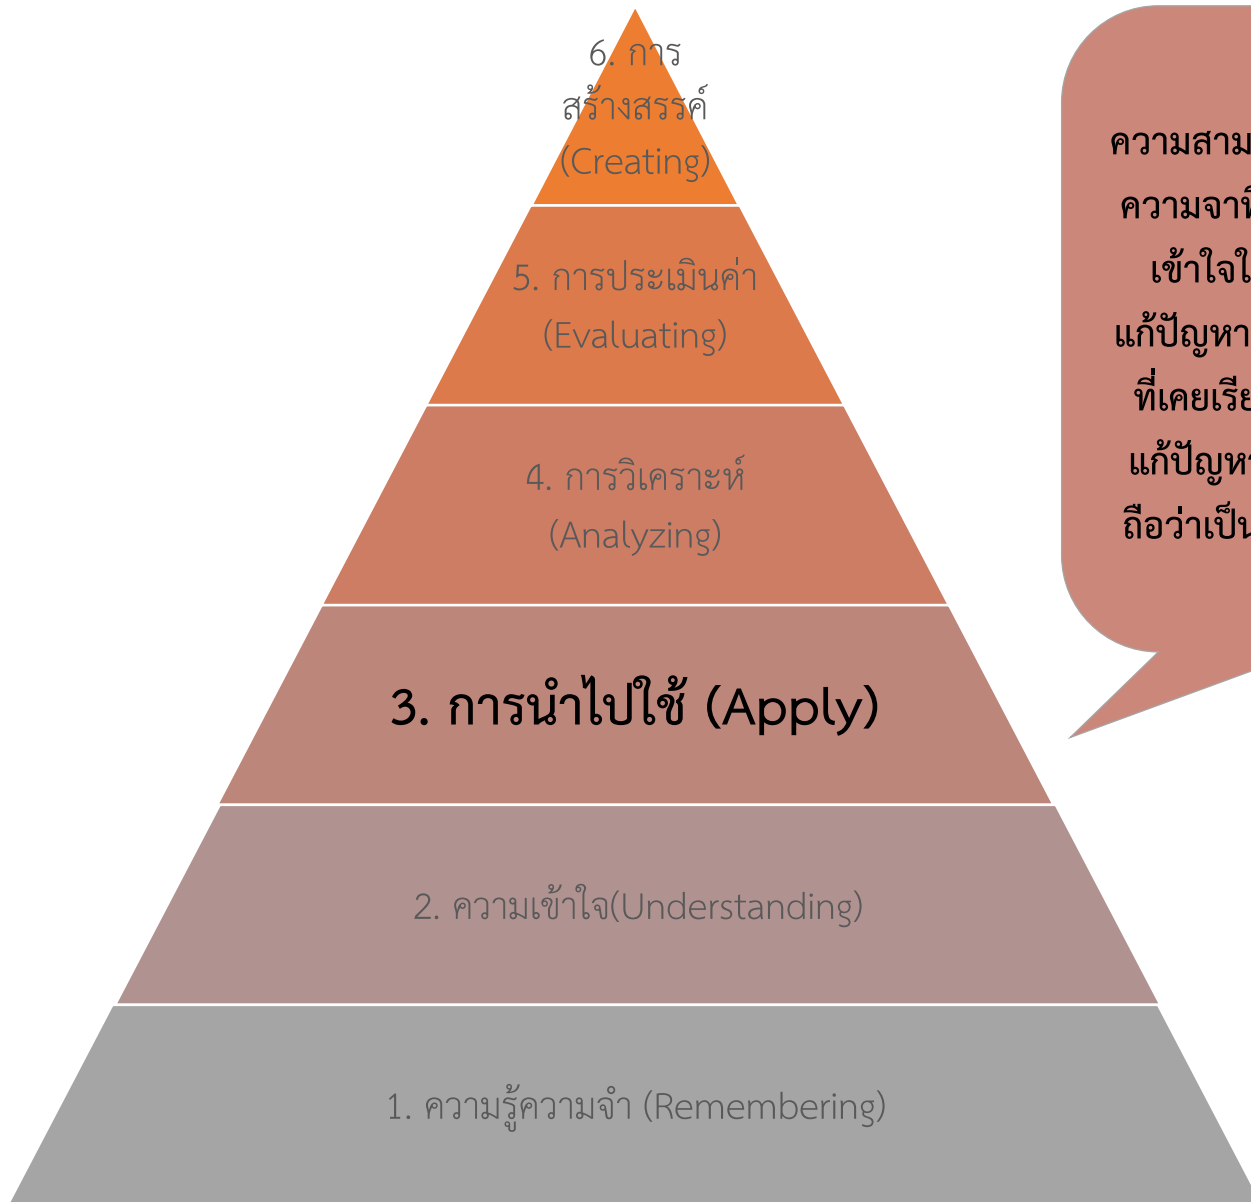 6. การ
สร้างสรรค์
(Creating)
5. การประเมินค่า
(Evaluating)
4. การวิเคราะห์
(Analyzing)
3. การนำไปใช้ (Apply)
2. ความเข้าใจ(Understanding)
1. ความรู้ความจำ (Remembering)
ความสาม
ความจาที
เข้าใจใ
แก้ปัญหา
ที่เคยเรีย
แก้ปัญหา
ถือว่าเป็น